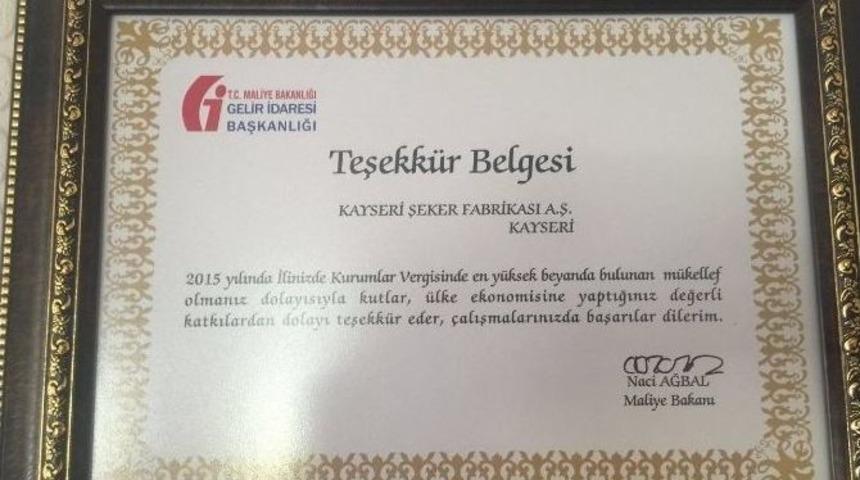 T.C. MALİYE BAKANLIĞI
GELİR İDARESİ
BAŞKANLIĞI
Teşekkür Belgesi
KAYSERİ ŞEKER FABRİKASI A.Ş.
KAYSERİ
2015 yılında İlinizde Kurumlar Vergisinde en yüksek beyanda bulunan mükellef
olmanız dolayısıyla kutlar, ülke ekonomisine yaptığınız değerli
katkılardan dolayı teşekkür eder, çalışmalarınızda başarılar dilerim.
Naci AĞBAL
Maliye Bakanı